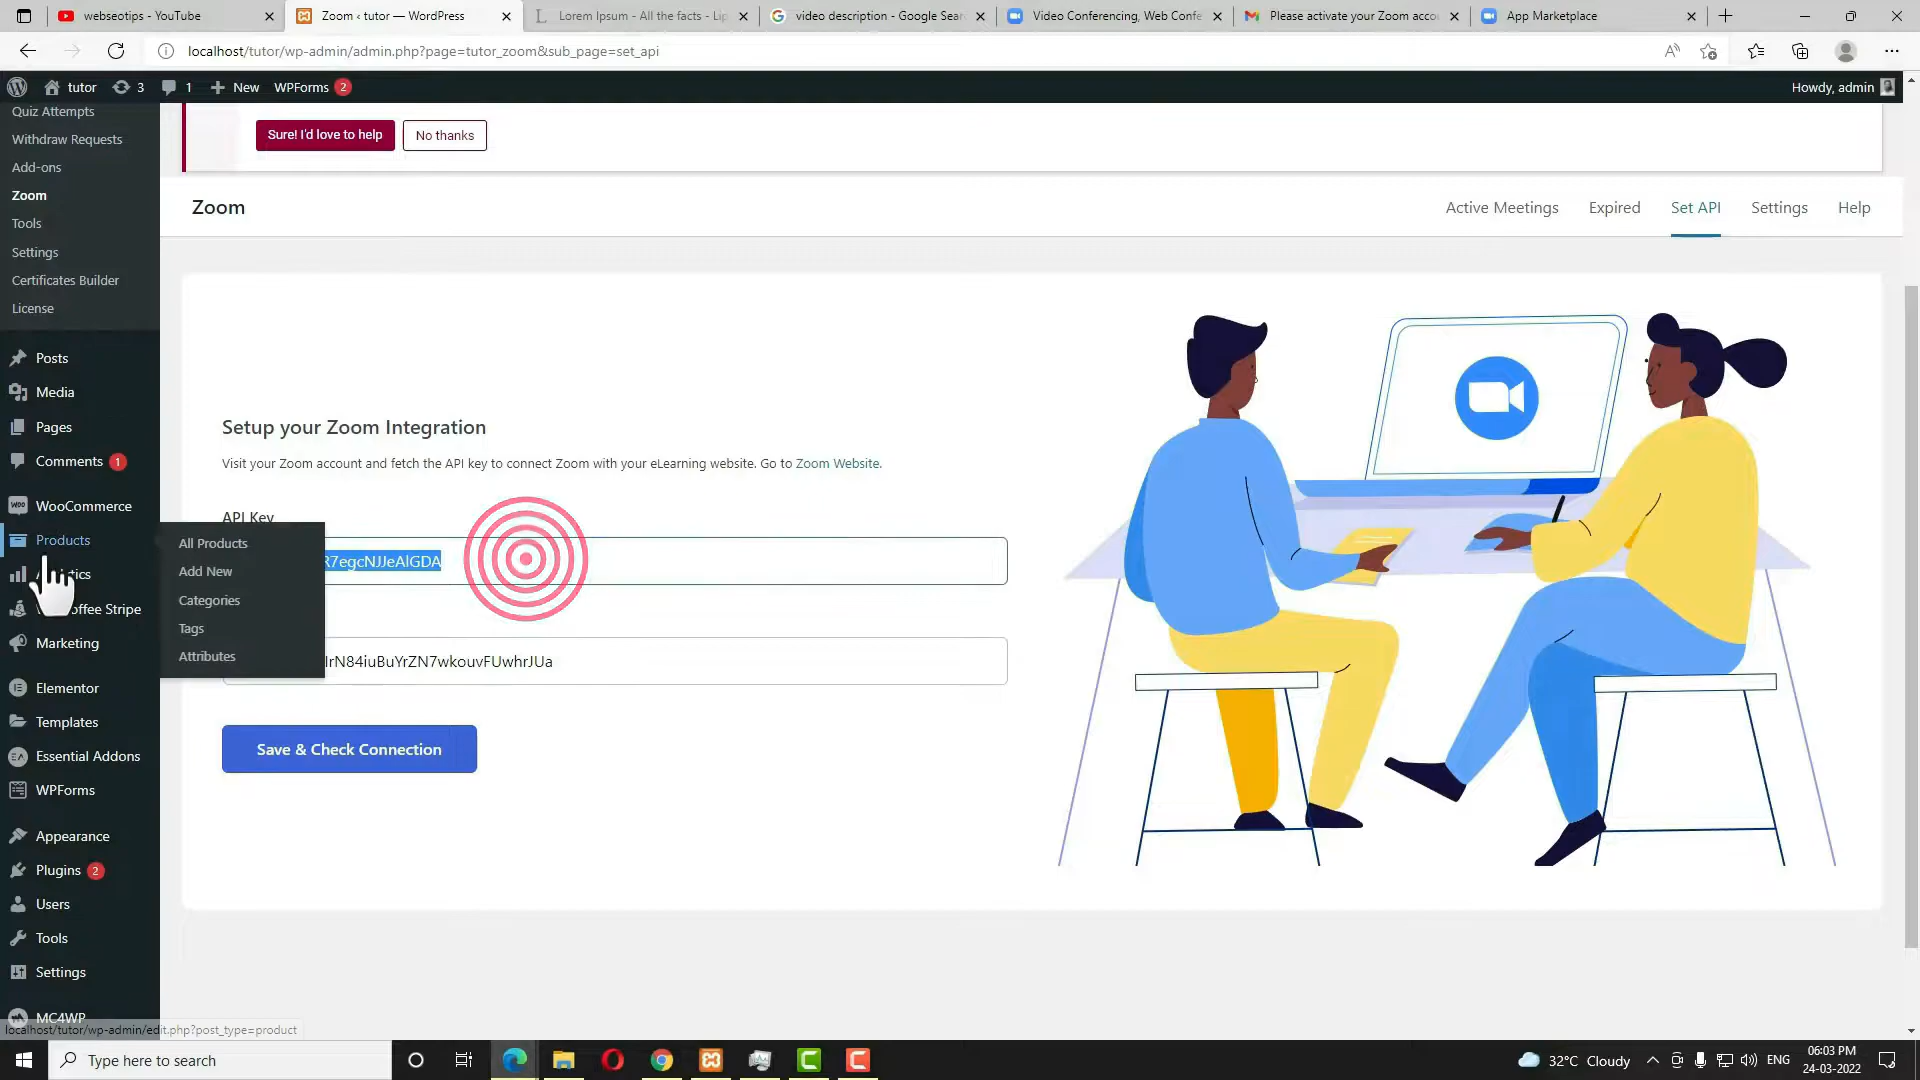 webseotips - YouTube
Zoom ‹ tutor — WordPress
Lorem Ipsum - All the facts - Lip
video description - Google Sear
Video Conferencing, Web Confe
Please activate your Zoom acco
App Marketplace
localhost/tutor/wp-admin/admin.php?page=tutor_zoom&sub_page=set_api
tutor
3
1
New
WPForms 2
Howdy, admin
Quiz Attempts
Withdraw Requests
Add-ons
Zoom
Tools
Settings
Certificates Builder
License
Posts
Media
Pages
Comments 1
WooCommerce
Products
Marketing
Elementor
Templates
Essential Addons
WPForms
Appearance
Plugins 2
Users
Tools
Settings
MC4WP
All Products
Add New
Categories
Tags
Attributes
Sure! I'd love to help
No thanks
Zoom
Active Meetings
Expired
Set API
Settings
Help
Setup your Zoom Integration
Visit your Zoom account and fetch the API key to connect Zoom with your eLearning website. Go to Zoom Website.
API Key
Save & Check Connection
localhost/tutor/wp-admin/edit.php?post_type=product
Type here to search
32°C Cloudy
ENG
06:03 PM
24-03-2022